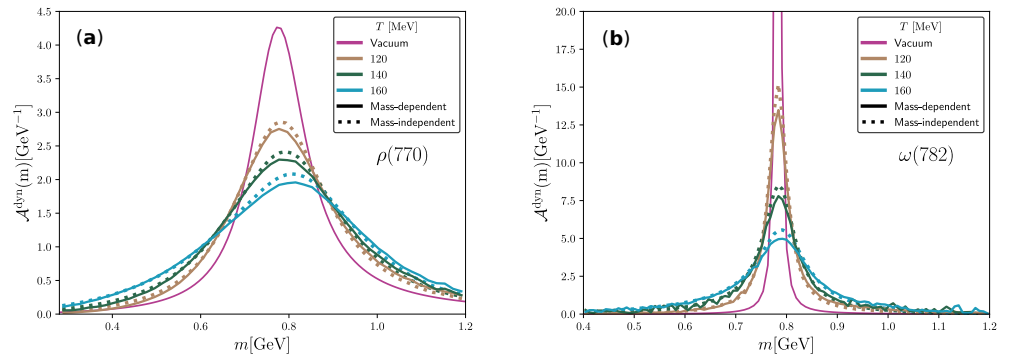 (a)
T [MeV]
Vacuum
120
140
160
Mass-dependent
Mass-independent
ρ(770)
𝒜^dyn(m)[GeV⁻¹]
4.5
4.0
3.5
3.0
2.5
2.0
1.5
1.0
0.5
0.0
0.4
0.6
0.8
1.0
1.2
m[GeV]
(b)
T [MeV]
Vacuum
120
140
160
Mass-dependent
Mass-independent
ω(782)
𝒜^dyn(m)[GeV⁻¹]
20.0
17.5
15.0
12.5
10.0
7.5
5.0
2.5
0.0
0.4
0.5
0.6
0.7
0.8
0.9
1.0
1.1
1.2
m[GeV]